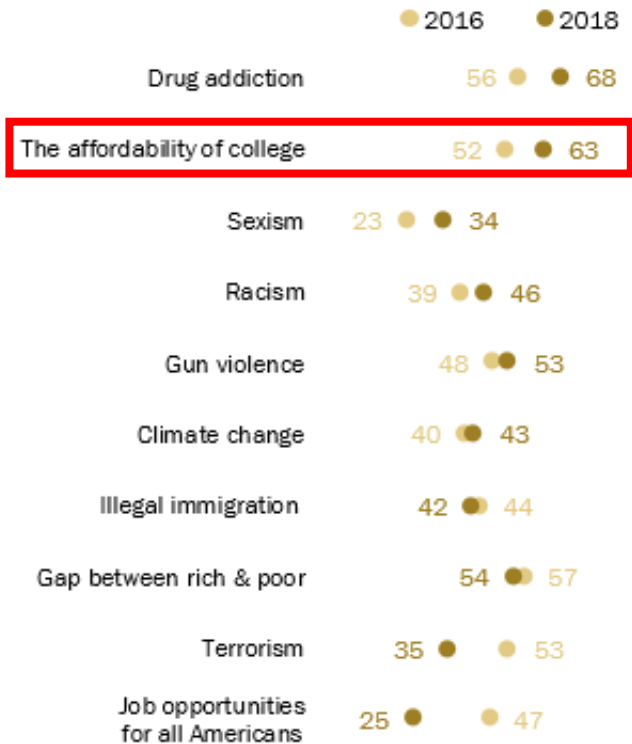 2016 2018
Drug addiction 56 68
The affordability of college 52 63
Sexism 23 34
Racism 39 46
Gun violence 48 53
Climate change 40 43
Illegal immigration 42 44
Gap between rich & poor 54 57
Terrorism 35 53
Job opportunities
for all Americans 25 47